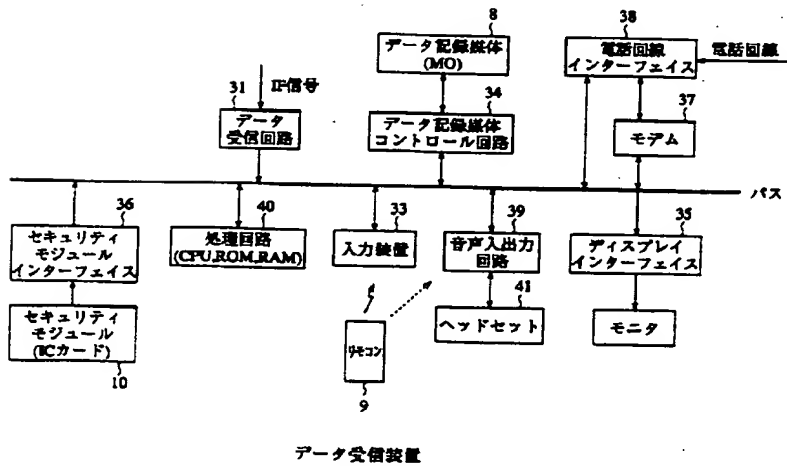 8
データ記録媒体
(MO)
38
電話回線
インターフェイス
電話回線
IF信号
31
データ
受信回路
34
データ記録媒体
コントロール回路
37
モデム
バス
36
セキュリティ
モジュール
インターフェイス
40
処理回路
(CPU,ROM,RAM)
33
入力装置
39
音声入出力
回路
35
ディスプレイ
インターフェイス
セキュリティ
モジュール
(ICカード)
10
リモコン
9
41
ヘッドセット
モニタ
データ受信装置